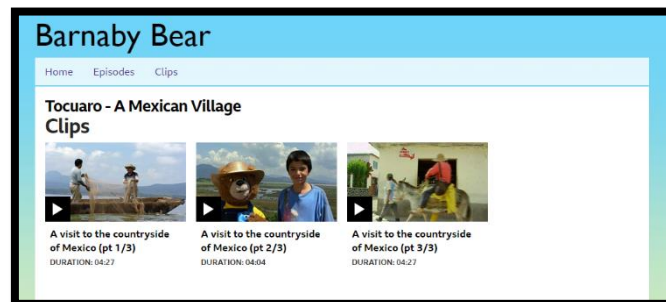 Barnaby Bear
Home Episodes Clips
Tocuaro - A Mexican Village
Clips
A visit to the countryside
of Mexico (pt 1/3)
DURATION: 04:27
A visit to the countryside
of Mexico (pt 2/3)
DURATION: 04:04
A visit to the countryside
of Mexico (pt 3/3)
DURATION: 04:27